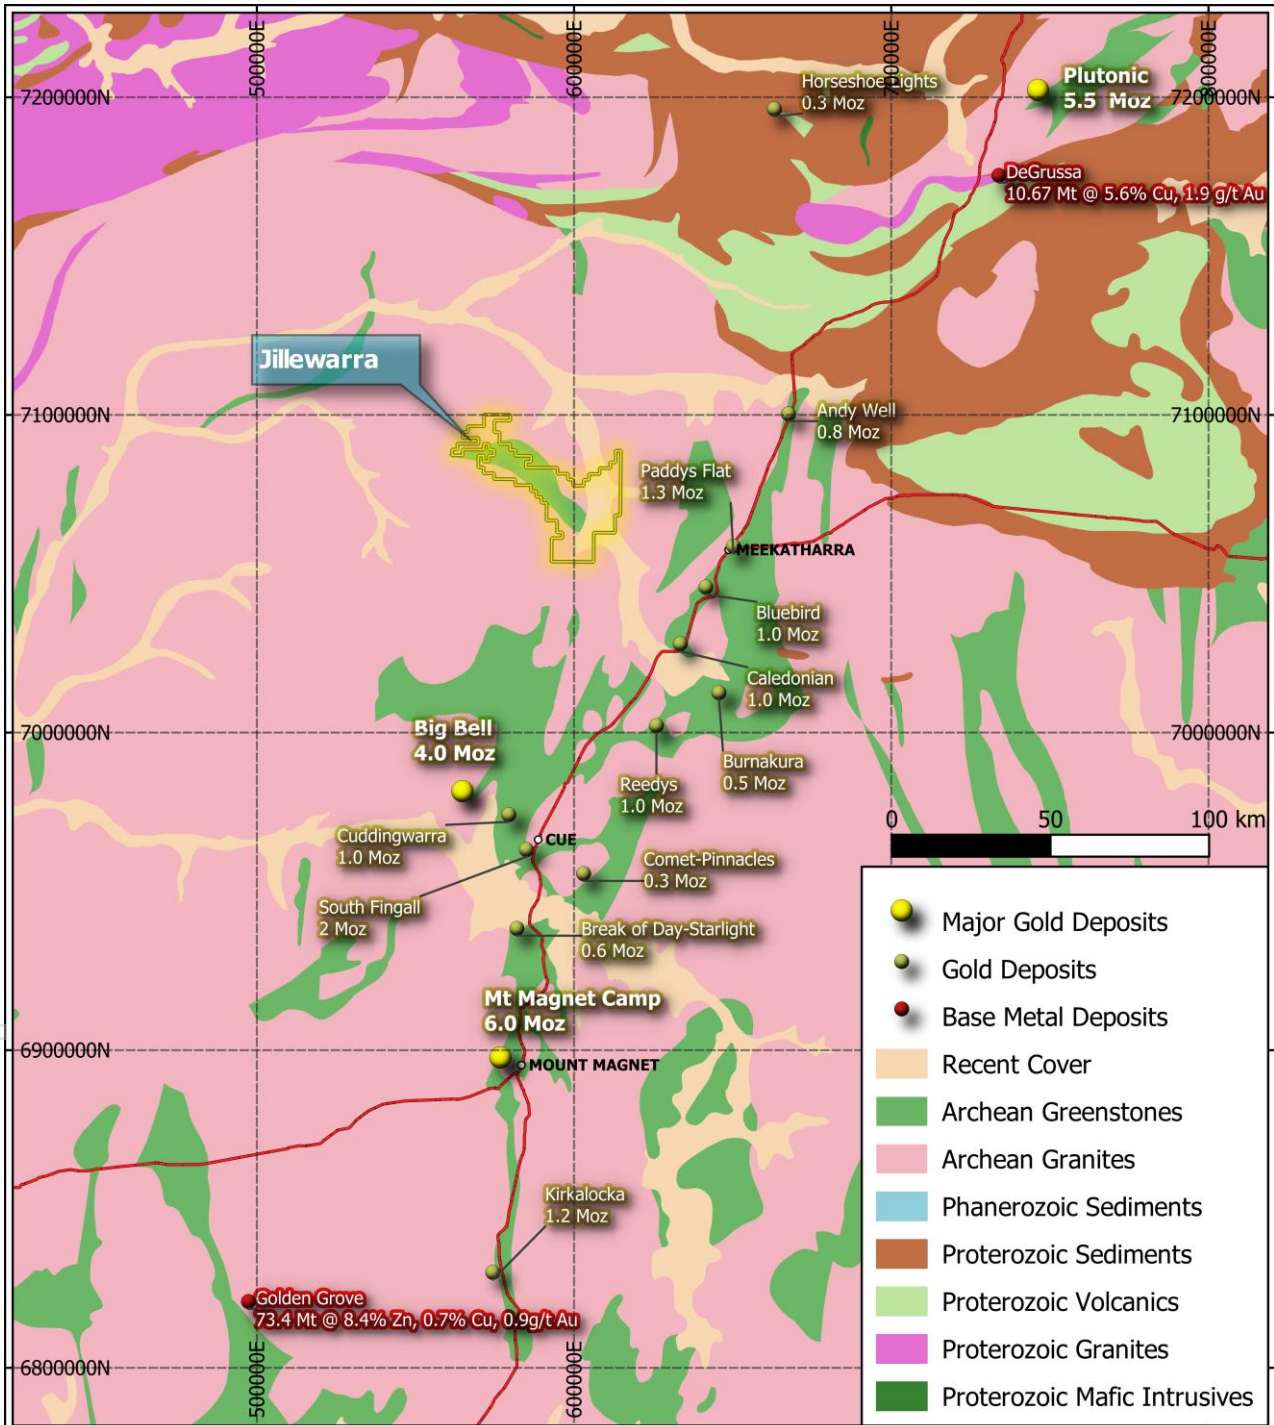 500000E
600000E
700000E
800000E
7200000N
7200000N
Horseshoe Lights
0.3 Moz
Plutonic
5.5 Moz
DeGrussa
10.67 Mt @ 5.6% Cu, 1.9 g/t Au
Jillewarra
7100000N
7100000N
Andy Well
0.8 Moz
Paddys Flat
1.3 Moz
MEEKATHARRA
Bluebird
1.0 Moz
Caledonian
1.0 Moz
7000000N
7000000N
Big Bell
4.0 Moz
Burnakura
0.5 Moz
Reedys
1.0 Moz
Cuddingwarra
1.0 Moz
CUE
Comet-Pinnacles
0.3 Moz
South Fingall
2 Moz
Break of Day-Starlight
0.6 Moz
Mt Magnet Camp
6.0 Moz
6900000N
MOUNT MAGNET
Kirkalocka
1.2 Moz
Golden Grove
73.4 Mt @ 8.4% Zn, 0.7% Cu, 0.9g/t Au
6800000N
500000E
600000E
0 50 100 km
Major Gold Deposits
Gold Deposits
Base Metal Deposits
Recent Cover
Archean Greenstones
Archean Granites
Phanerozoic Sediments
Proterozoic Sediments
Proterozoic Volcanics
Proterozoic Granites
Proterozoic Mafic Intrusives